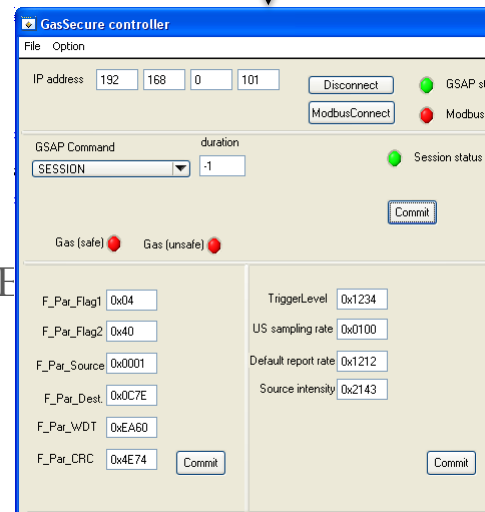 GasSecure controller
File Option
IP address 192 168 0 101 Disconnect GSAP
ModbusConnect Modbus
GSAP Command duration
SESSION -1 Session status
Commit
Gas (safe) Gas (unsafe)
E
F_Par_Flag1 0x04 TriggerLevel 0x1234
F_Par_Flag2 0x40 US sampling rate 0x0100
F_Par_Source 0x0001 Default report rate 0x1212
F_Par_Dest. 0x0C7E Source intensity 0x2143
F_Par_WDT 0xEA60
F_Par_CRC 0x4E74 Commit Commit